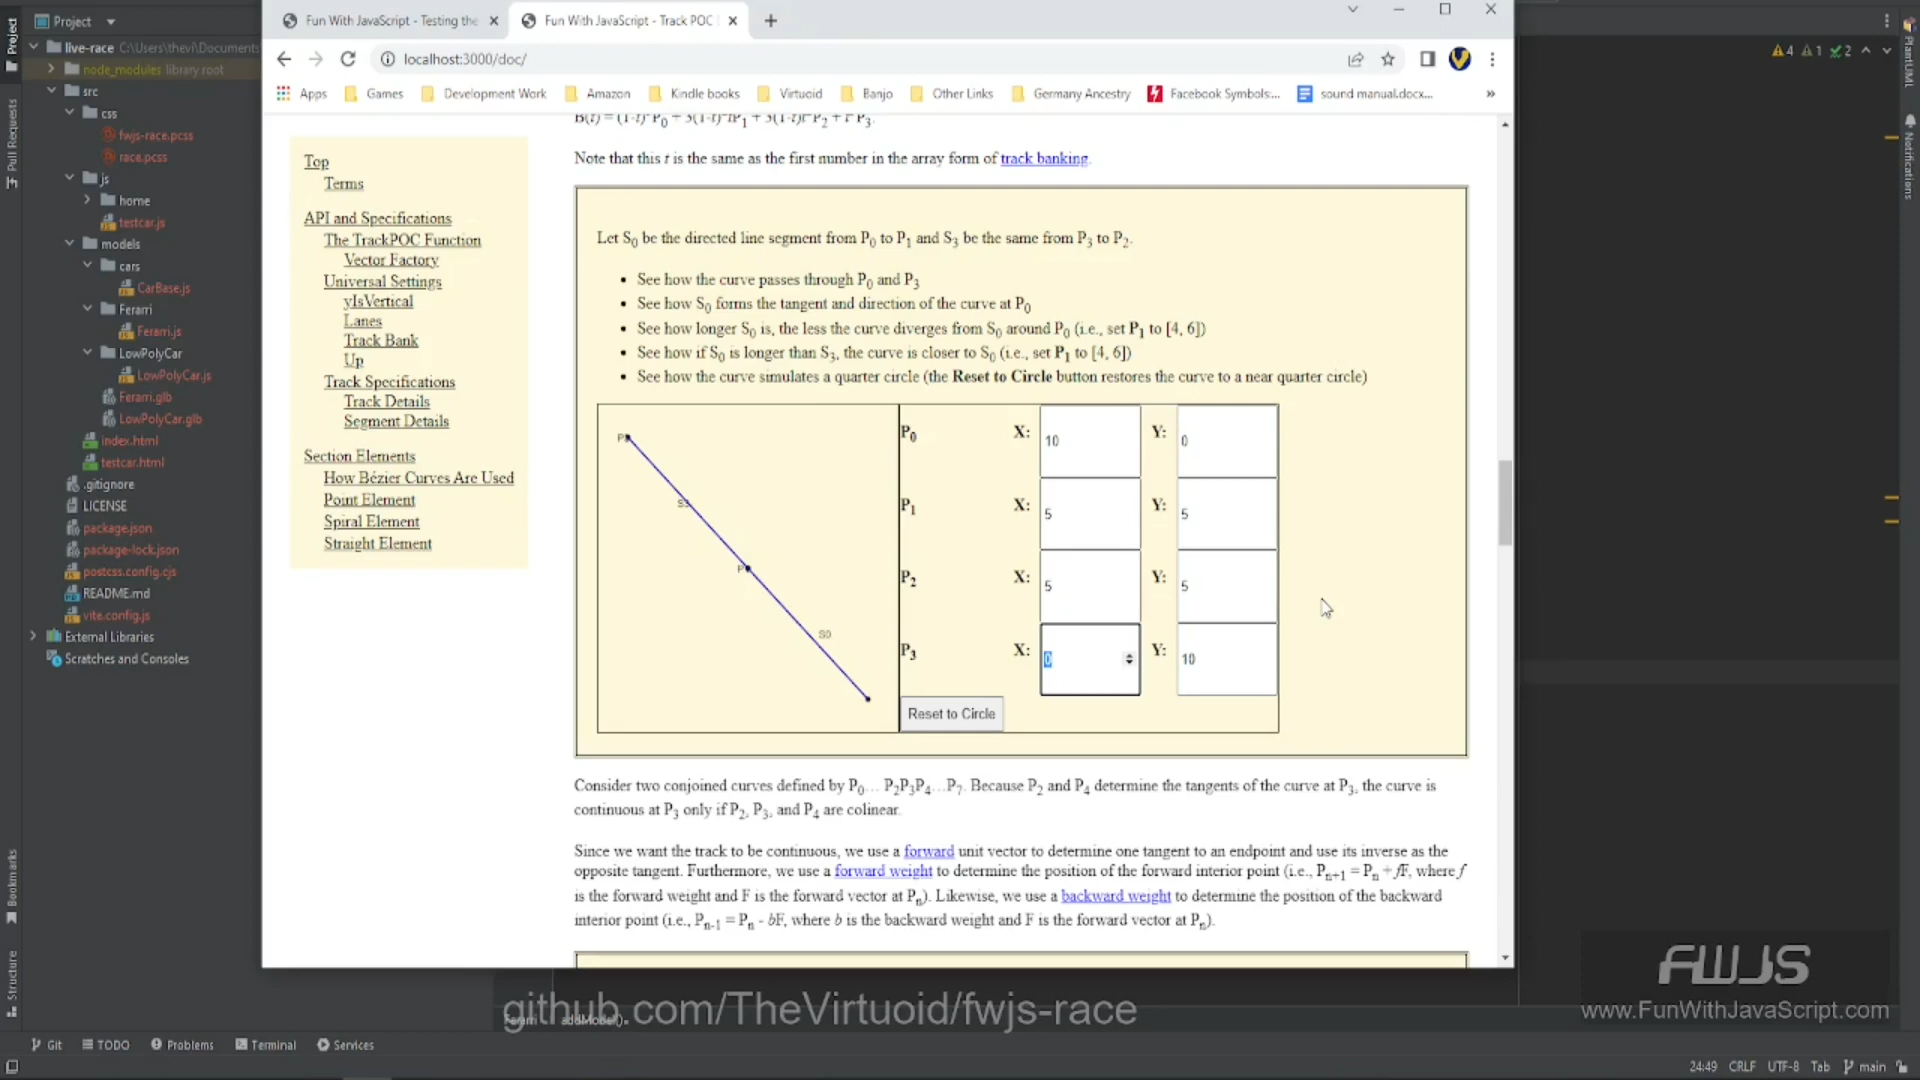 Project
live-race C:\Users\thevi\Documents
node_modules library root
src
css
fwjs-race.pcss
race.pcss
js
home
testcar.js
models
cars
CarBase.js
Ferarri
Ferarri.js
LowPolyCar
LowPolyCar.js
Ferarri.glb
LowPolyCar.glb
index.html
testcar.html
.gitignore
LICENSE
package.json
package-lock.json
postcss.config.cjs
README.md
vite.config.js
External Libraries
Scratches and Consoles
Project
Pull Requests
Bookmarks
Structure
Fun With JavaScript - Testing the
Fun With JavaScript - Track POC
localhost:3000/doc/
Apps
Games
Development Work
Amazon
Kindle books
Virtuoid
Banjo
Other Links
Germany Ancestry
Facebook Symbols:...
sound manual.docx...
»
Top
Terms
API and Specifications
The TrackPOC Function
Vector Factory
Universal Settings
yIsVertical
Lanes
Track Bank
Up
Track Specifications
Track Details
Segment Details
Section Elements
How Bézier Curves Are Used
Point Element
Spiral Element
Straight Element
Note that this t is the same as the first number in the array form of track banking.
Let S0 be the directed line segment from P0 to P1 and S3 be the same from P3 to P2.
• See how the curve passes through P0 and P3
• See how S0 forms the tangent and direction of the curve at P0
• See how longer S0 is, the less the curve diverges from S0 around P0 (i.e., set P1 to [4, 6])
• See how if S0 is longer than S3, the curve is closer to S0 (i.e., set P1 to [4, 6])
• See how the curve simulates a quarter circle (the Reset to Circle button restores the curve to a near quarter circle)
S3
S0
P0 X: 10 Y: 0
P1 X: 5 Y: 5
P2 X: 5 Y: 5
P3 X: 0 Y: 10
Reset to Circle
Consider two conjoined curves defined by P0... P2P3P4...P7. Because P2 and P4 determine the tangents of the curve at P3, the curve is
continuous at P3 only if P2, P3, and P4 are colinear.
Since we want the track to be continuous, we use a forward unit vector to determine one tangent to an endpoint and use its inverse as the
opposite tangent. Furthermore, we use a forward weight to determine the position of the forward interior point (i.e., Pn+1 = Pn + fF, where f
is the forward weight and F is the forward vector at Pn). Likewise, we use a backward weight to determine the position of the backward
interior point (i.e., Pn-1 = Pn - bF, where b is the backward weight and F is the forward vector at Pn).
4 1 2
PlantUML
Notifications
FWJS
www.FunWithJavaScript.com
github.com/TheVirtuoid/fwjs-race
Ferarri addModel()
Git
TODO
Problems
Terminal
Services
24:49 CRLF UTF-8 Tab main